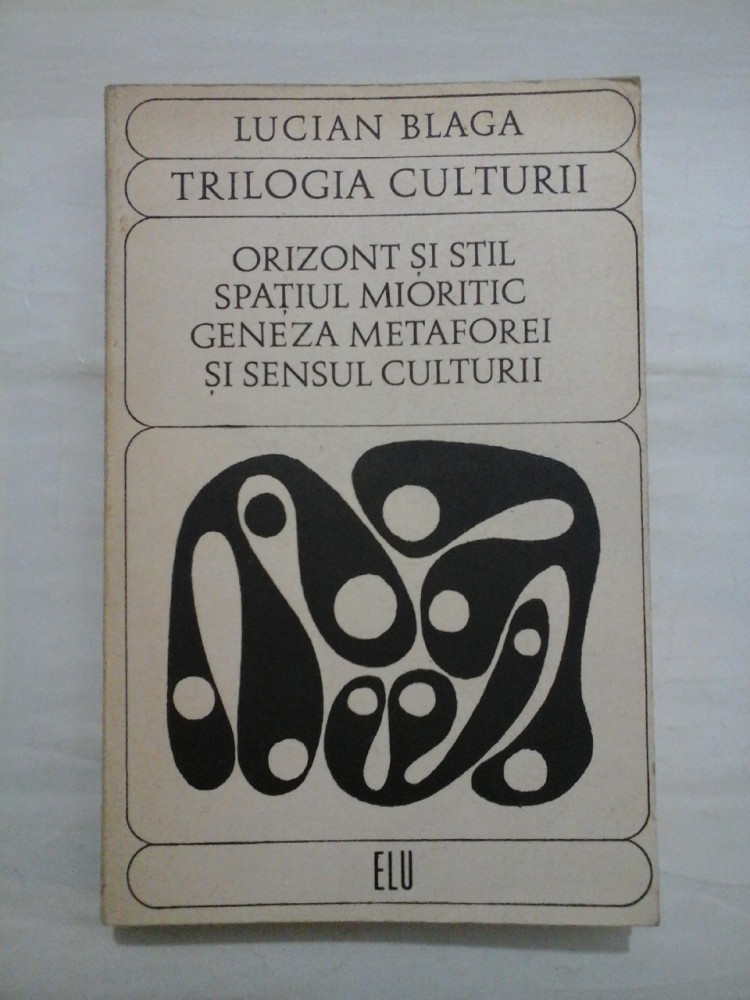 LUCIAN BLAGA
TRILOGIA CULTURII
ORIZONT ȘI STIL
SPAȚIUL MIORITIC
GENEZA METAFOREI
ȘI SENSUL CULTURII
ELU